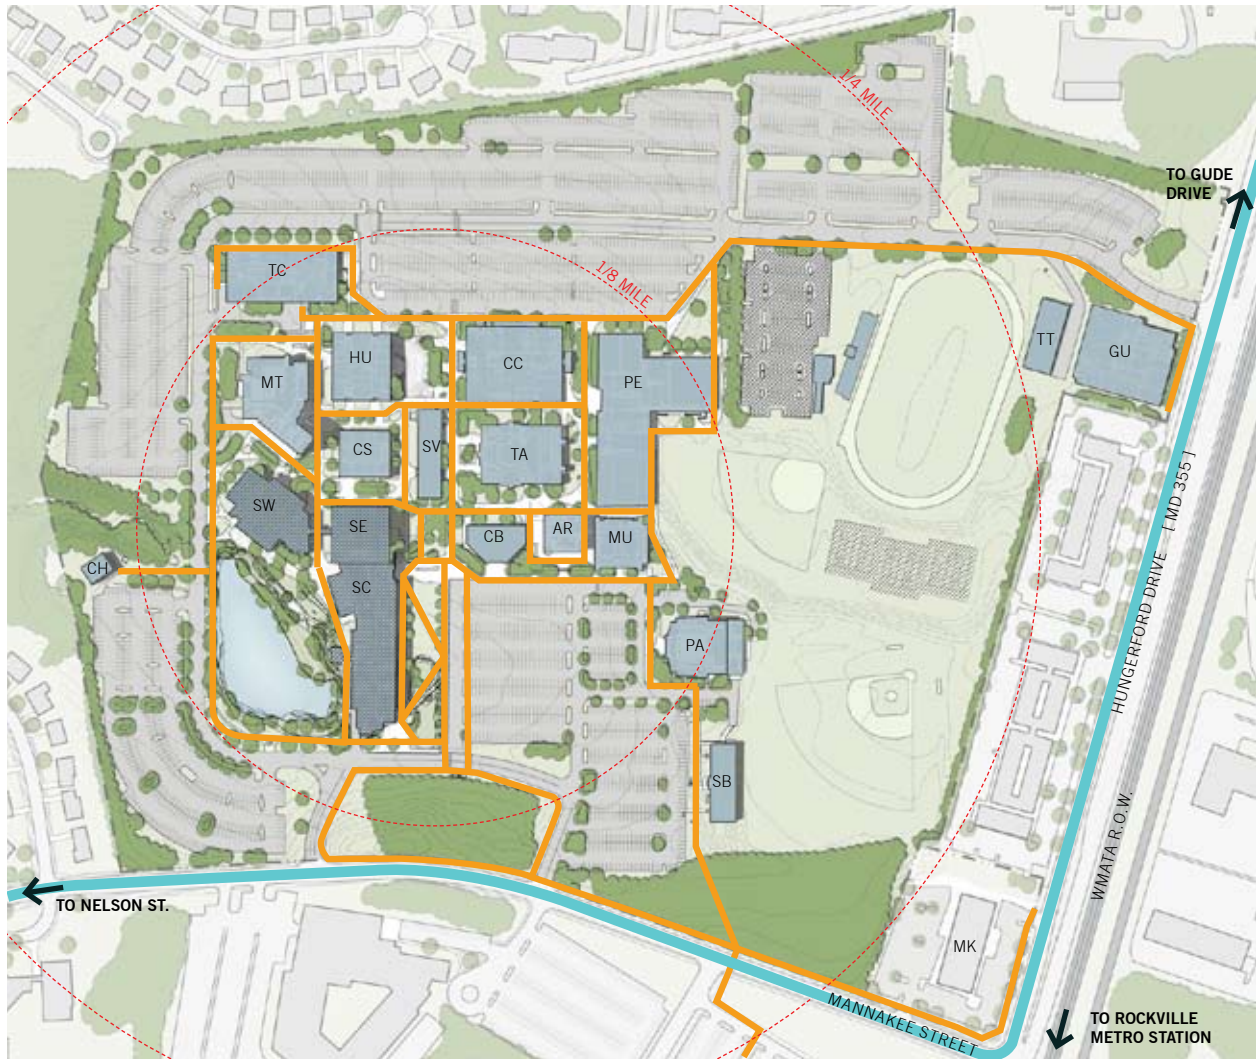 1/4 MILE
TO GUDE
DRIVE
TC
1/8 MILE
HU
CC
PE
TT
GU
MT
CS
SV
TA
SW
SE
CB
AR
MU
CH
SC
PA
SB
HUNGERFORD DRIVE [ MD 355 ]
WMATA R.O.W.
TO NELSON ST.
MK
MANNAKEE STREET
TO ROCKVILLE
METRO STATION